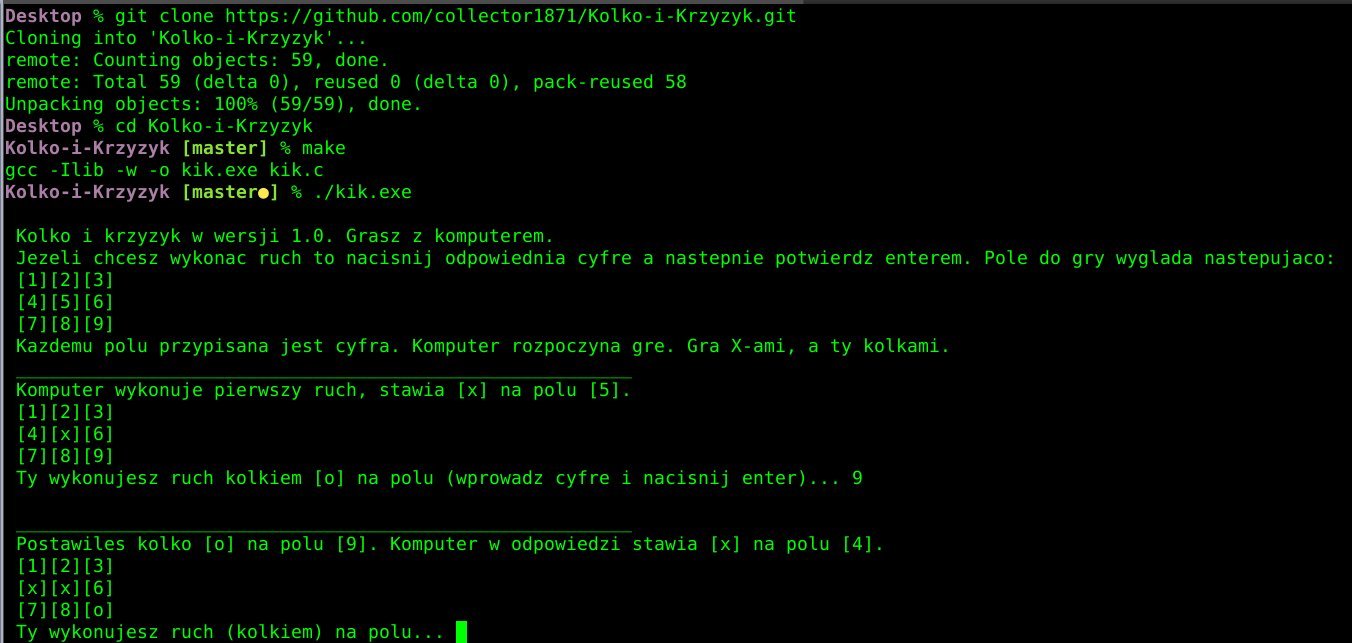 Desktop % git clone https://github.com/collector1871/Kolko-i-Krzyzyk.git
Cloning into 'Kolko-i-Krzyzyk'...
remote: Counting objects: 59, done.
remote: Total 59 (delta 0), reused 0 (delta 0), pack-reused 58
Unpacking objects: 100% (59/59), done.
Desktop % cd Kolko-i-Krzyzyk
Kolko-i-Krzyzyk [master] % make
gcc -Ilib -w -o kik.exe kik.c
Kolko-i-Krzyzyk [master●] % ./kik.exe
Kolko i krzyzyk w wersji 1.0. Grasz z komputerem.
Jezeli chcesz wykonac ruch to nacisnij odpowiednia cyfre a nastepnie potwierdz enterem. Pole do gry wyglada nastepujaco:
[1][2][3]
[4][5][6]
[7][8][9]
Kazdemu polu przypisana jest cyfra. Komputer rozpoczyna gre. Gra X-ami, a ty kolkami.
________________________________________________________
Komputer wykonuje pierwszy ruch, stawia [x] na polu [5].
[1][2][3]
[4][x][6]
[7][8][9]
Ty wykonujesz ruch kolkiem [o] na polu (wprowadz cyfre i nacisnij enter)... 9
________________________________________________________
Postawiles kolko [o] na polu [9]. Komputer w odpowiedzi stawia [x] na polu [4].
[1][2][3]
[x][x][6]
[7][8][o]
Ty wykonujesz ruch (kolkiem) na polu...